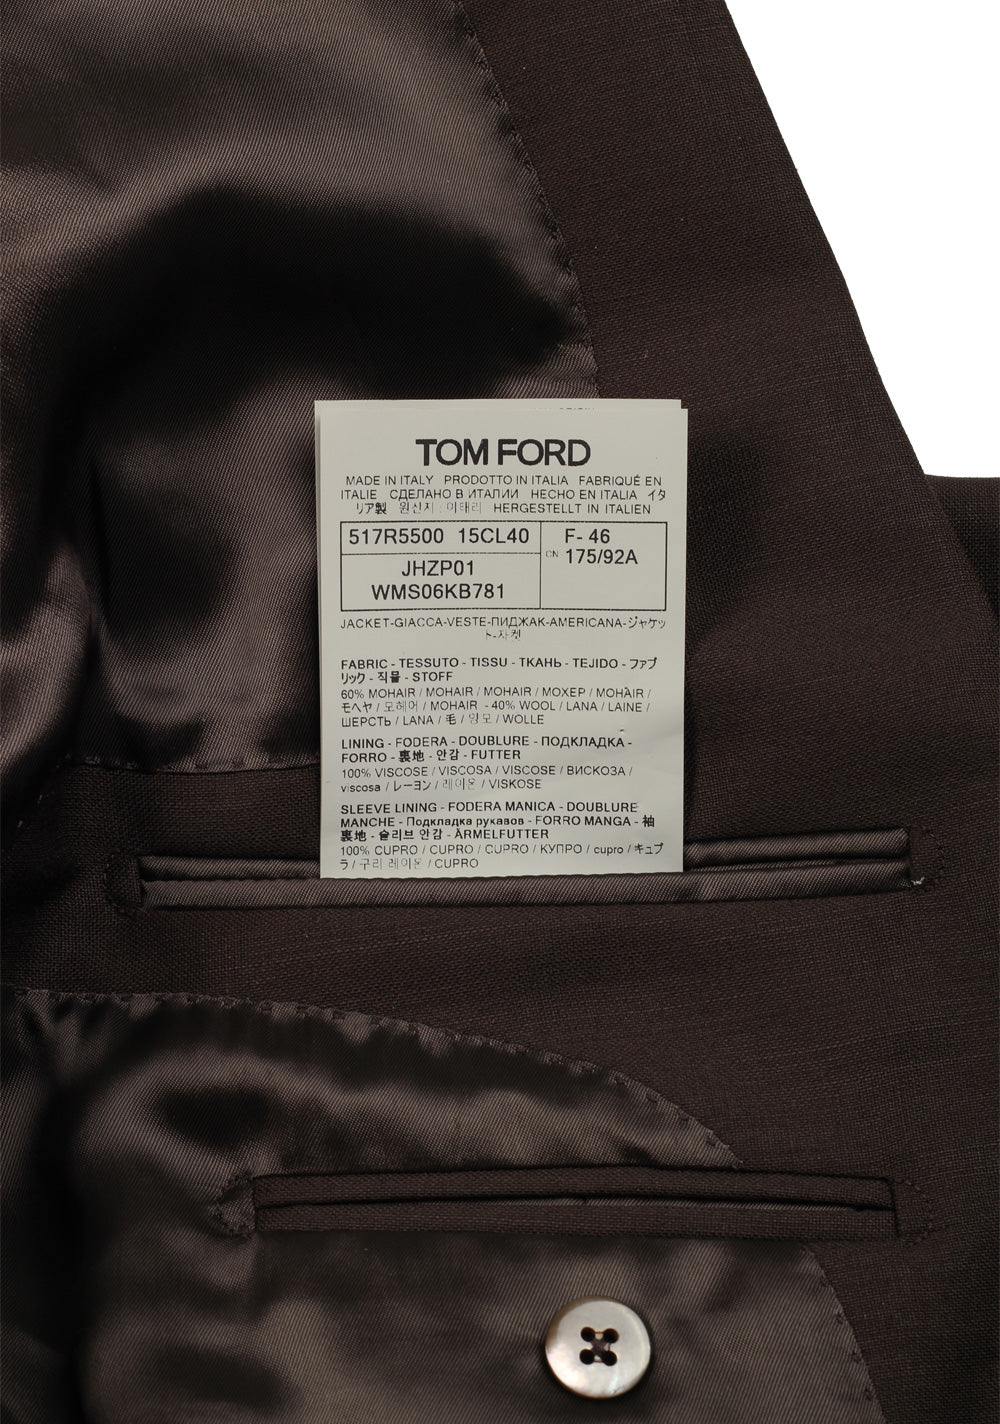 TOM FORD
MADE IN ITALY PRODOTTO IN ITALIA FABRIQUÉ EN
ITALIE СДЕЛАНО В ИТАЛИИ HECHO EN ITALIA イタ
リア製 원산지 : 이태리 HERGESTELLT IN ITALIEN
517R5500 15CL40 F- 46
CN 175/92A
JHZP01
WMS06KB781
JACKET-GIACCA-VESTE-ПИДЖАК-AMERICANA-ジャケッ
ト-자켓
FABRIC - TESSUTO - TISSU - ТКАНЬ - TEJIDO - ファブ
リック - 직물 - STOFF
60% MOHAIR / MOHAIR / MOHAIR / МОХЕР / MOHAIR /
モヘヤ / 모헤어 / MOHAIR - 40% WOOL / LANA / LAINE /
ШЕРСТЬ / LANA / 毛 / 양모 / WOLLE
LINING - FODERA - DOUBLURE - ПОДКЛАДКА -
FORRO - 裏地 - 안감 - FUTTER
100% VISCOSE / VISCOSA / VISCOSE / ВИСКОЗА /
viscosa / レーヨン / 레이온 / VISKOSE
SLEEVE LINING - FODERA MANICA - DOUBLURE
MANCHE - Подкладка рукавов - FORRO MANGA - 袖
裏地 - 슬리브 안감 - ÄRMELFUTTER
100% CUPRO / CUPRO / CUPRO / КУПРО / cupro / キュプ
ラ / 구리 레이온 / CUPRO